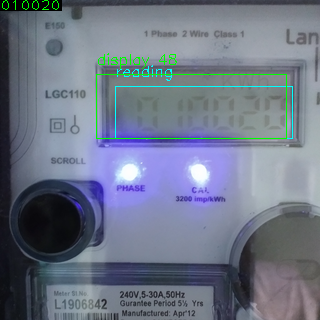 010020
E150
1 Phase 2 Wire Class 1
Lan
display 15
reading
kWh
LGC110
010020
SCROLL
PHASE
CAL
3200 imp/kWh
Meter Sl.No.
L1906842
240V,5-30A,50Hz
Gurantee Period 5½ Yrs
Manufactured: Apr'12